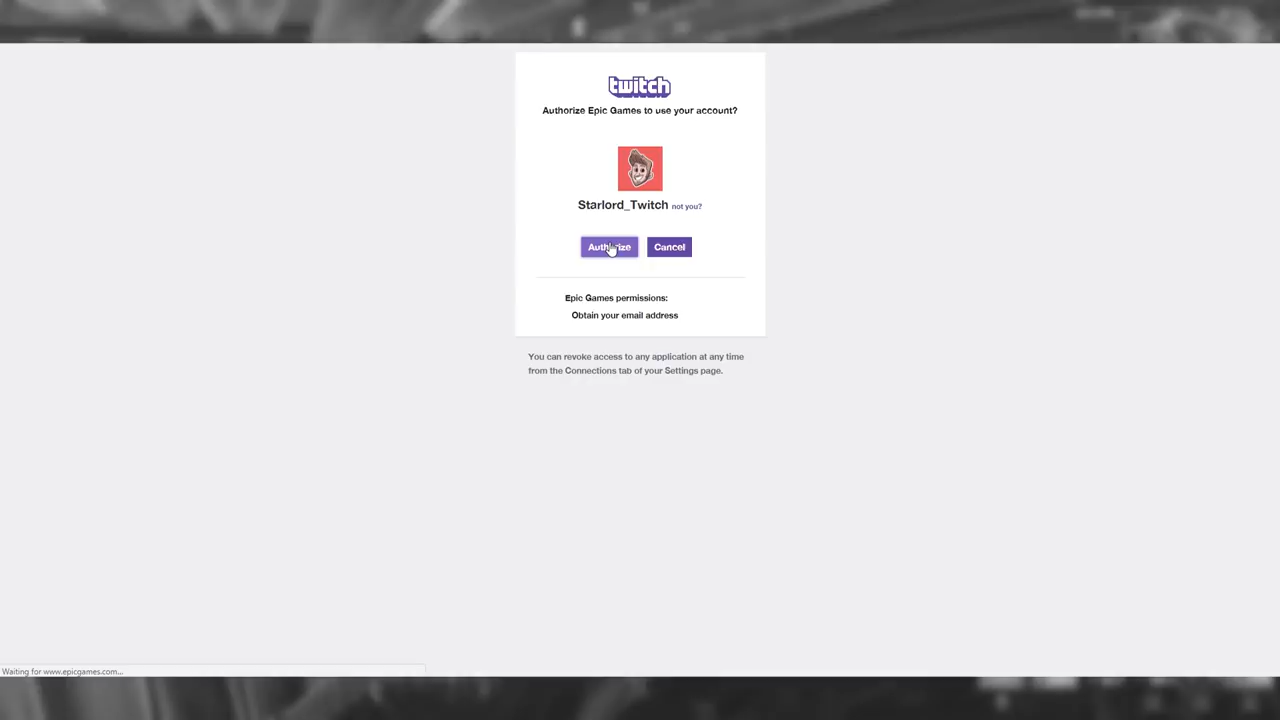 twitch
Authorize Epic Games to use your account?
Starlord_Twitch not you?
Authorize Cancel
Epic Games permissions:
Obtain your email address
You can revoke access to any application at any time
from the Connections tab of your Settings page.
Waiting for www.epicgames.com...